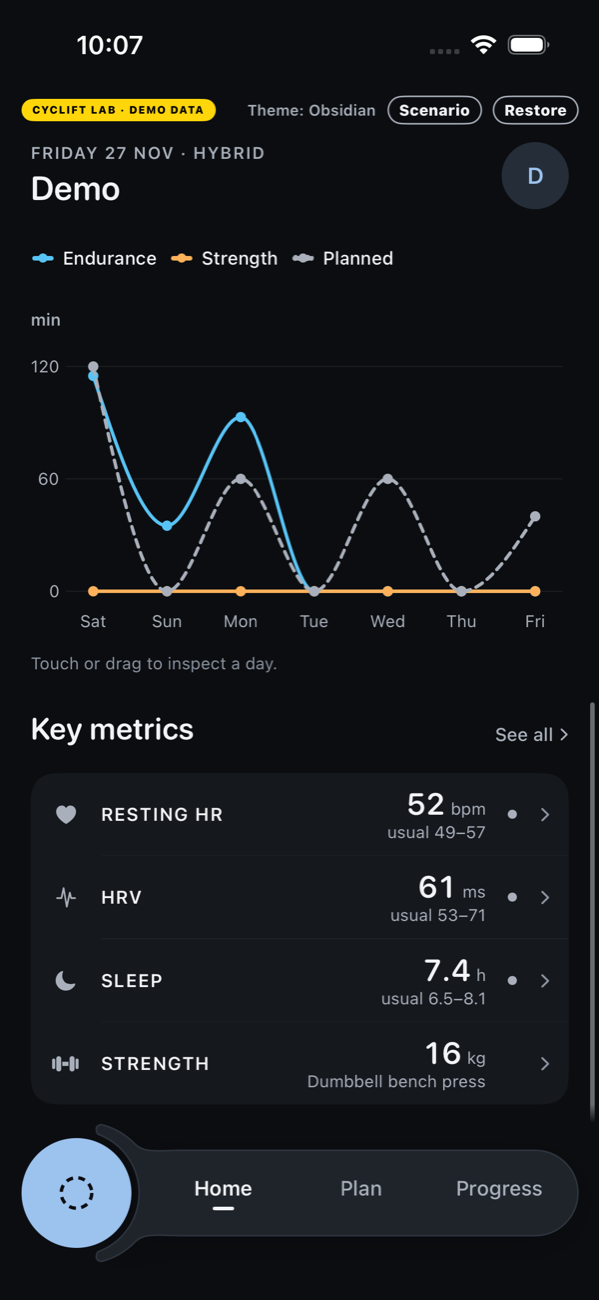 10:07
CYCLIFT LAB · DEMO DATA Theme: Obsidian Scenario Restore
FRIDAY 27 NOV · HYBRID
Demo
D
Endurance Strength Planned
min
120
60
0
Sat Sun Mon Tue Wed Thu Fri
Touch or drag to inspect a day.
Key metrics See all
RESTING HR 52 bpm
usual 49–57
HRV 61 ms
usual 53–71
SLEEP 7.4 h
usual 6.5–8.1
STRENGTH 16 kg
Dumbbell bench press
Home Plan Progress